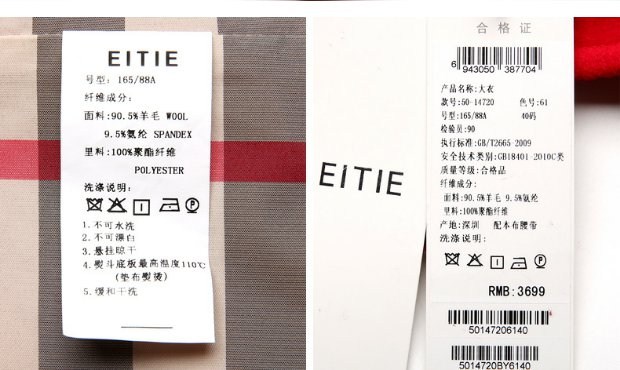 EITIE
号型: 165/88A
纤维成分:
面料:90.5%羊毛 WOOL
9.5%氨纶 SPANDEX
里料:100%聚酯纤维
POLYESTER
洗涤说明:
1.不可水洗
2.不可漂白
3.悬挂晾干
4.熨斗底板最高温度110℃
(垫布熨烫)
5.缓和干洗
EITIE
合格证
6 943050 387704
产品名称:大衣
款号:50-14720 色号:61
号型:165/88A 40码
检验员:90
执行标准:GB/T2665 2009
安全技术类别:GB18401-2010C类
质量等级:合格品
纤维成分:
面料:90.5%羊毛 9.5%氨纶
里料:100%聚酯纤维
产地:深圳 配本布腰带
洗涤说明:
RMB:3699
50147206140
5014720BY6140